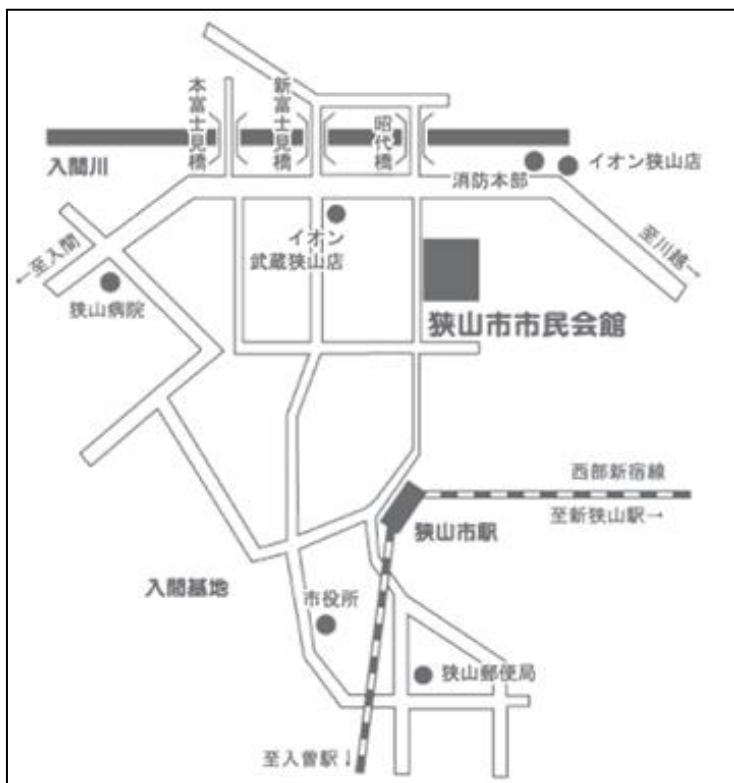 本富士見橋
新富士見橋
昭代橋
入間川
消防本部
イオン狭山店
イオン
武蔵狭山店
←至入間
至川越→
狭山病院
狭山市市民会館
西部新宿線
至新狭山駅→
狭山市駅
入間基地
市役所
狭山郵便局
至入曽駅↓